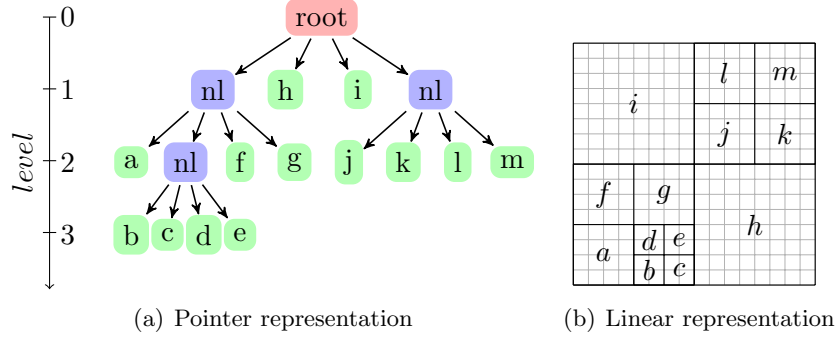 0 root
1 nl h i nl
level
2 a nl f g j k l m
3 b c d e
l m
i
j k
f g
h
d e
a
b c
(a) Pointer representation
(b) Linear representation